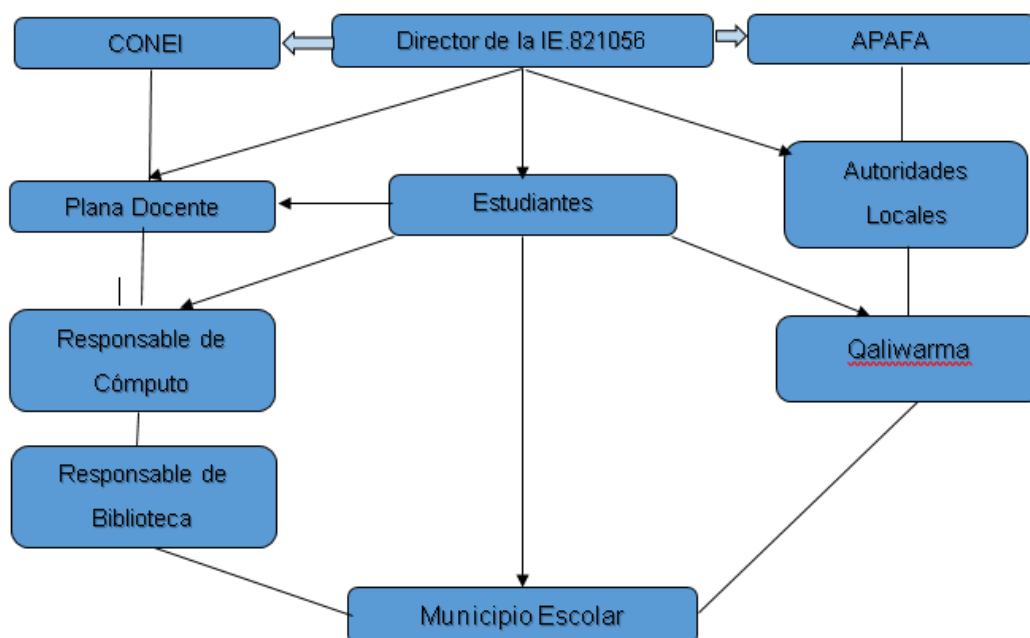 CONEI
Director de la IE.821056
APAFA
Plana Docente
Estudiantes
Autoridades
Locales
Responsable de
Cómputo
Qaliwarma
Responsable de
Biblioteca
Municipio Escolar